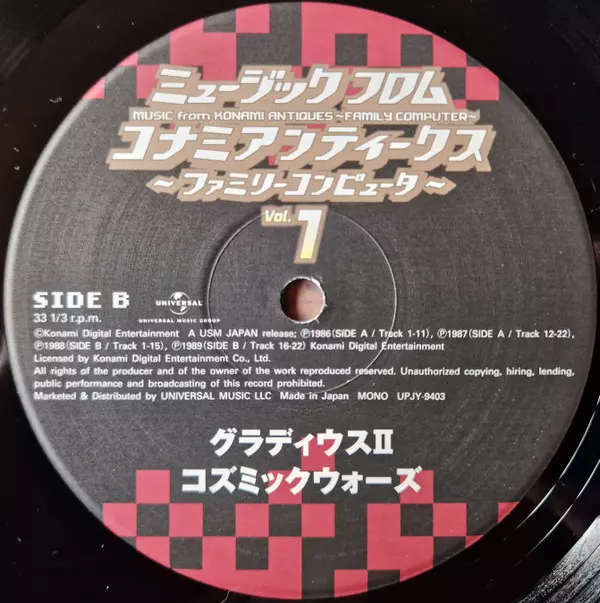 ミュージック フロム
MUSIC from KONAMI ANTIQUES ~FAMILY COMPUTER~
コナミアンティークス
~ファミリーコンピュータ~
Vol. 1
SIDE B
33 1/3 r.p.m.
UNIVERSAL
UNIVERSAL MUSIC GROUP
©Konami Digital Entertainment A USM JAPAN release; ℗1986(SIDE A / Track 1-11), ℗1987(SIDE A / Track 12-22),
℗1988(SIDE B / Track 1-15), ℗1989(SIDE B / Track 16-22) Konami Digital Entertainment
Licensed by Konami Digital Entertainment Co., Ltd.
All rights of the producer and of the owner of the work reproduced reserved. Unauthorized copying, hiring, lending,
public performance and broadcasting of this record prohibited.
Marketed & Distributed by UNIVERSAL MUSIC LLC Made in Japan MONO UPJY-9403
グラディウスII
コズミックウォーズ